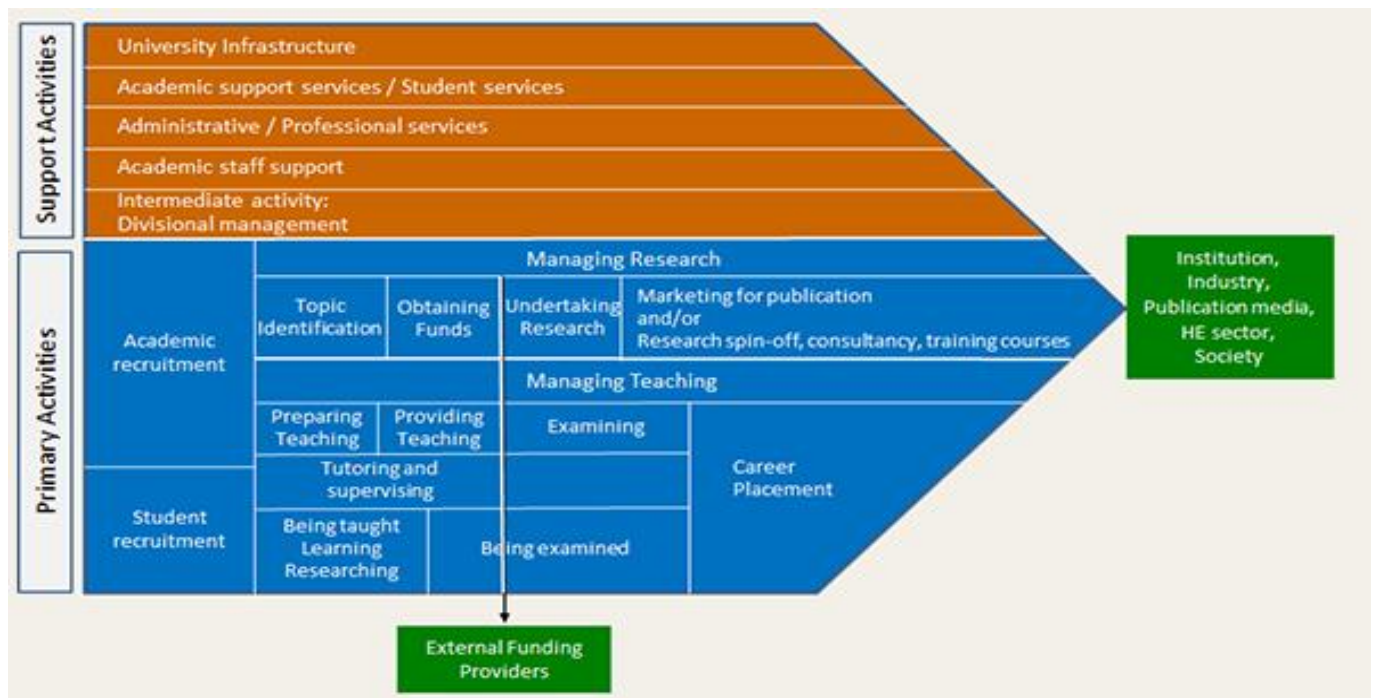 Support Activities
University Infrastructure
Academic support services / Student services
Administrative / Professional services
Academic staff support
Intermediate activity:
Divisional management
Primary Activities
Academic
recruitment
Student
recruitment
Managing Research
Topic
Identification
Obtaining
Funds
Undertaking
Research
Marketing for publication
and/or
Research spin-off, consultancy, training courses
Managing Teaching
Preparing
Teaching
Providing
Teaching
Examining
Tutoring and
supervising
Career
Placement
Being taught
Learning
Researching
Being examined
Institution,
Industry,
Publication media,
HE sector,
Society
External Funding
Providers